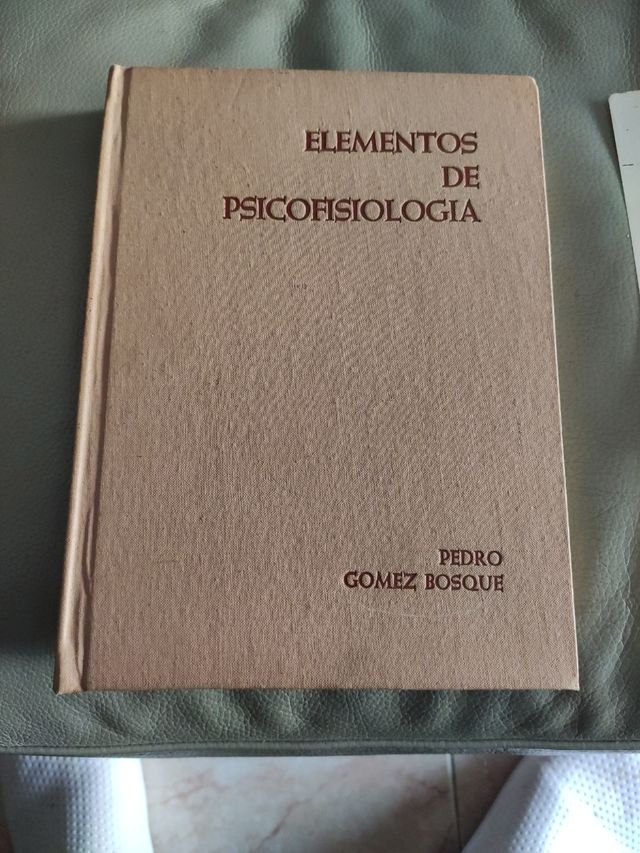 ELEMENTOS
DE
PSICOFISIOLOGIA
PEDRO
GOMEZ BOSQUE